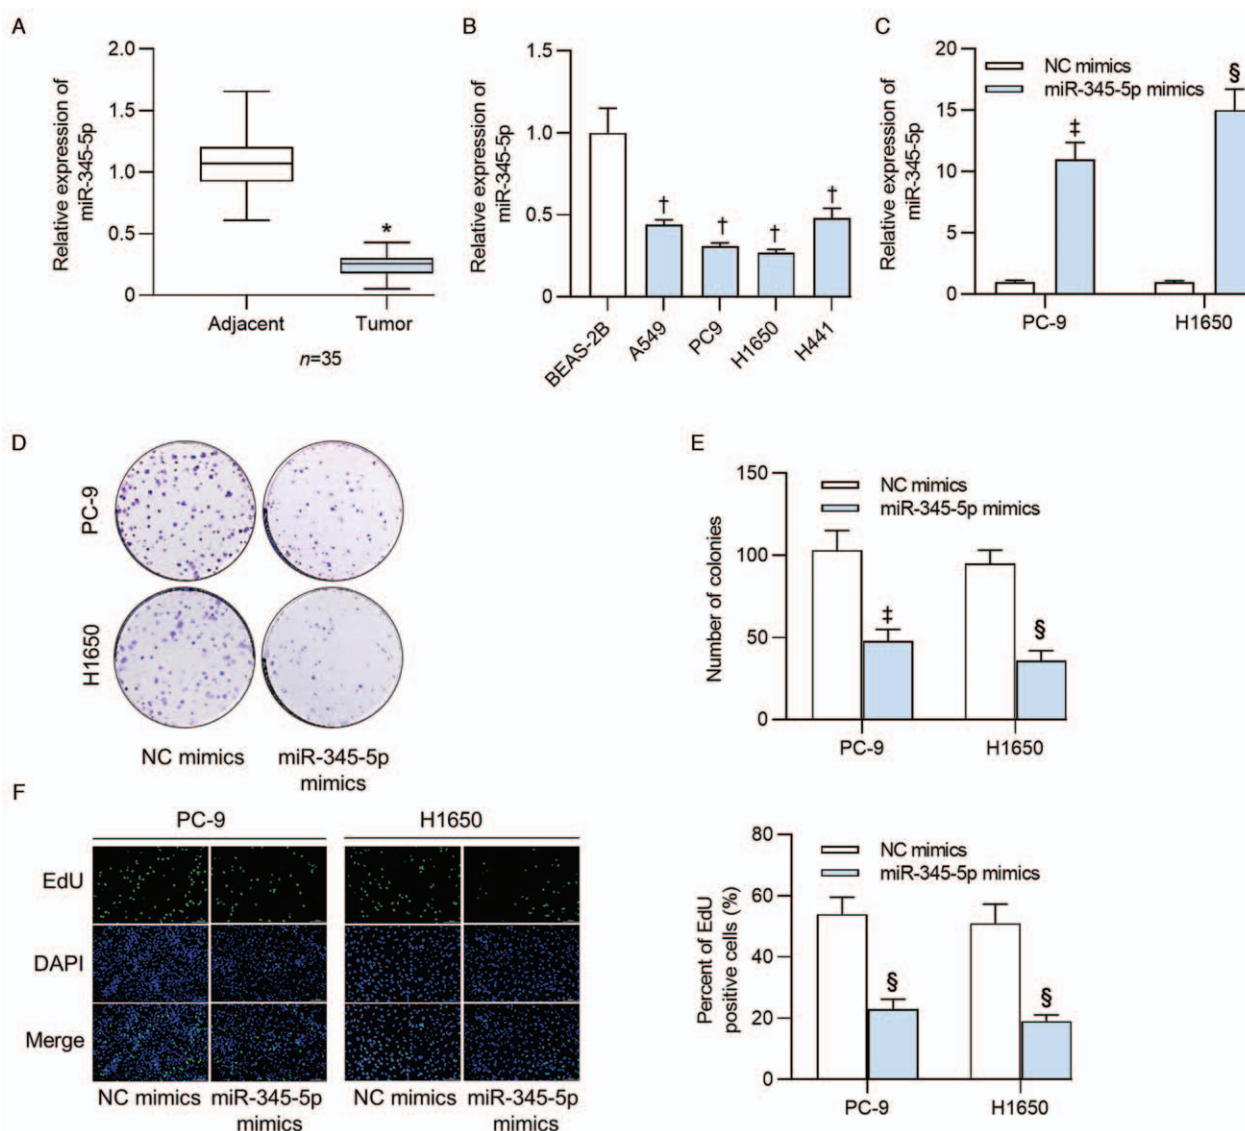 A
Relative expression of
miR-345-5p
2.0
1.5
1.0
0.5
0
*
Adjacent
Tumor
n=35
B
Relative expression of
miR-345-5p
1.5
1.0
0.5
0
†
†
†
†
BEAS-2B
A549
PC9
H1650
H441
C
Relative expression of
miR-345-5p
20
15
10
5
0
NC mimics
miR-345-5p mimics
‡
§
PC-9
H1650
D
PC-9
H1650
NC mimics
miR-345-5p
mimics
E
Number of colonies
150
100
50
0
NC mimics
miR-345-5p mimics
‡
§
PC-9
H1650
F
PC-9
H1650
EdU
DAPI
Merge
NC mimics
miR-345-5p
mimics
NC mimics
miR-345-5p
mimics
Percent of EdU
positive cells (%)
80
60
40
20
0
NC mimics
miR-345-5p mimics
§
§
PC-9
H1650